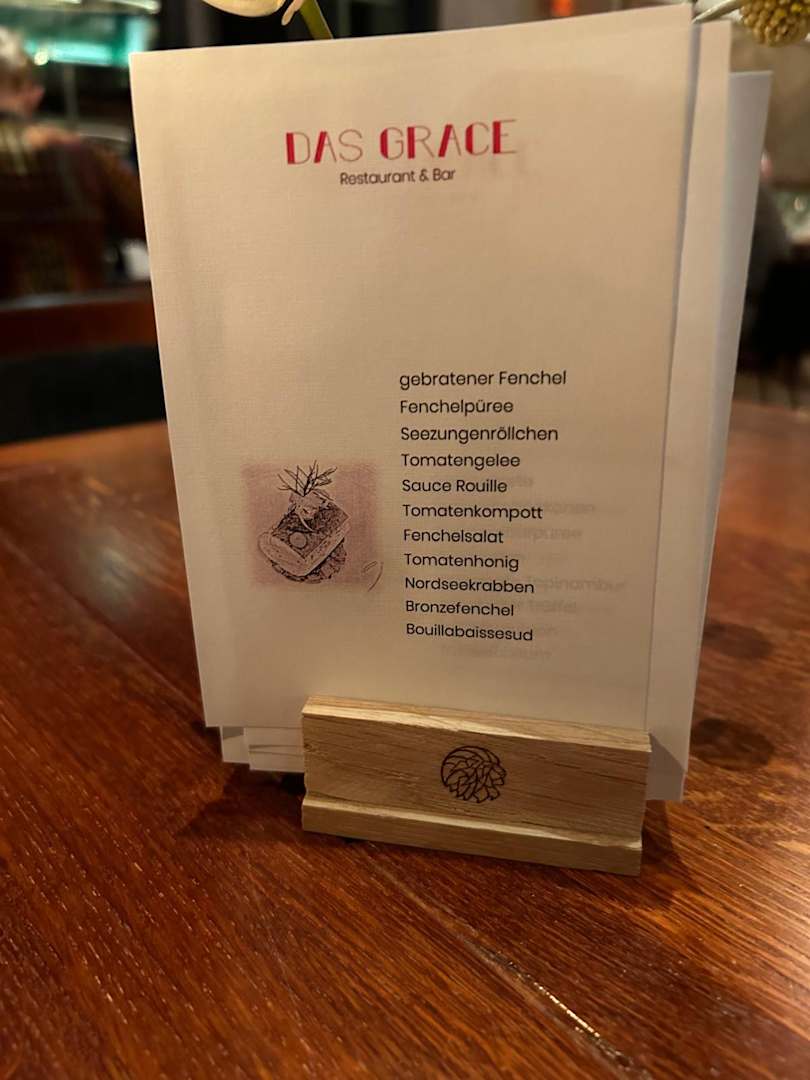 DAS GRACE
Restaurant & Bar
gebratener Fenchel
Fenchelpüree
Seezungenröllchen
Tomatengelee
Sauce Rouille
Tomatenkompott
Fenchelsalat
Tomatenhonig
Nordseekrabben
Bronzefenchel
Bouillabaissesud